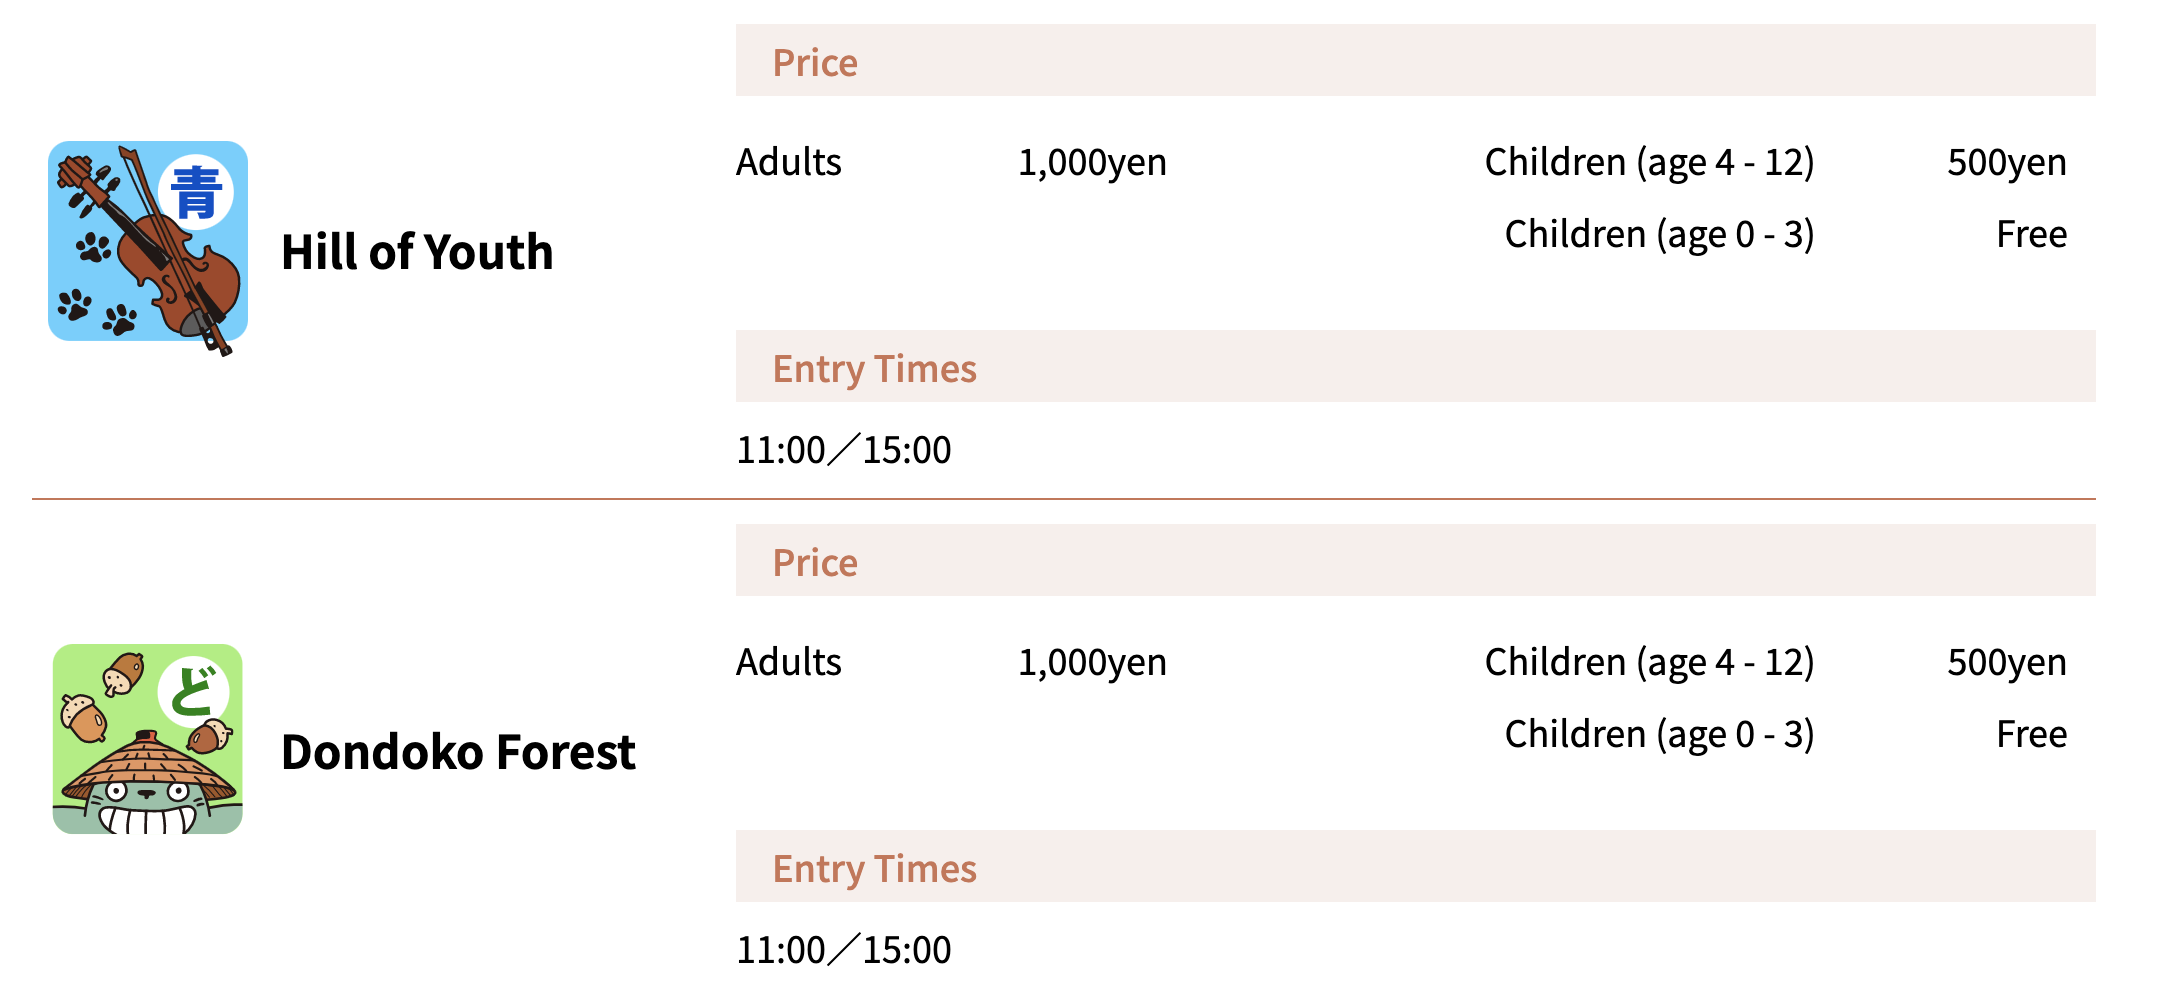 Price
青
Adults 1,000yen Children (age 4 - 12) 500yen
Hill of Youth
Children (age 0 - 3) Free
Entry Times
11:00／15:00
Price
ど
Adults 1,000yen Children (age 4 - 12) 500yen
Dondoko Forest
Children (age 0 - 3) Free
Entry Times
11:00／15:00